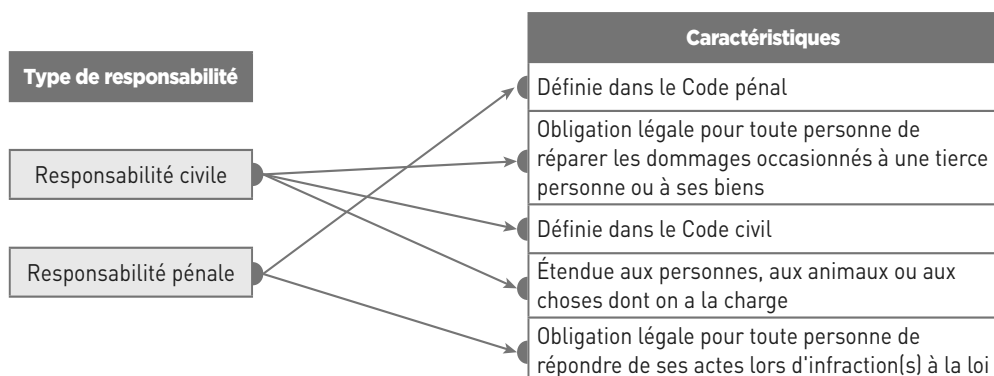 Type de responsabilité
Responsabilité civile
Responsabilité pénale
Caractéristiques
Définie dans le Code pénal
Obligation légale pour toute personne de
réparer les dommages occasionnés à une tierce
personne ou à ses biens
Définie dans le Code civil
Étendue aux personnes, aux animaux ou aux
choses dont on a la charge
Obligation légale pour toute personne de
répondre de ses actes lors d'infraction(s) à la loi